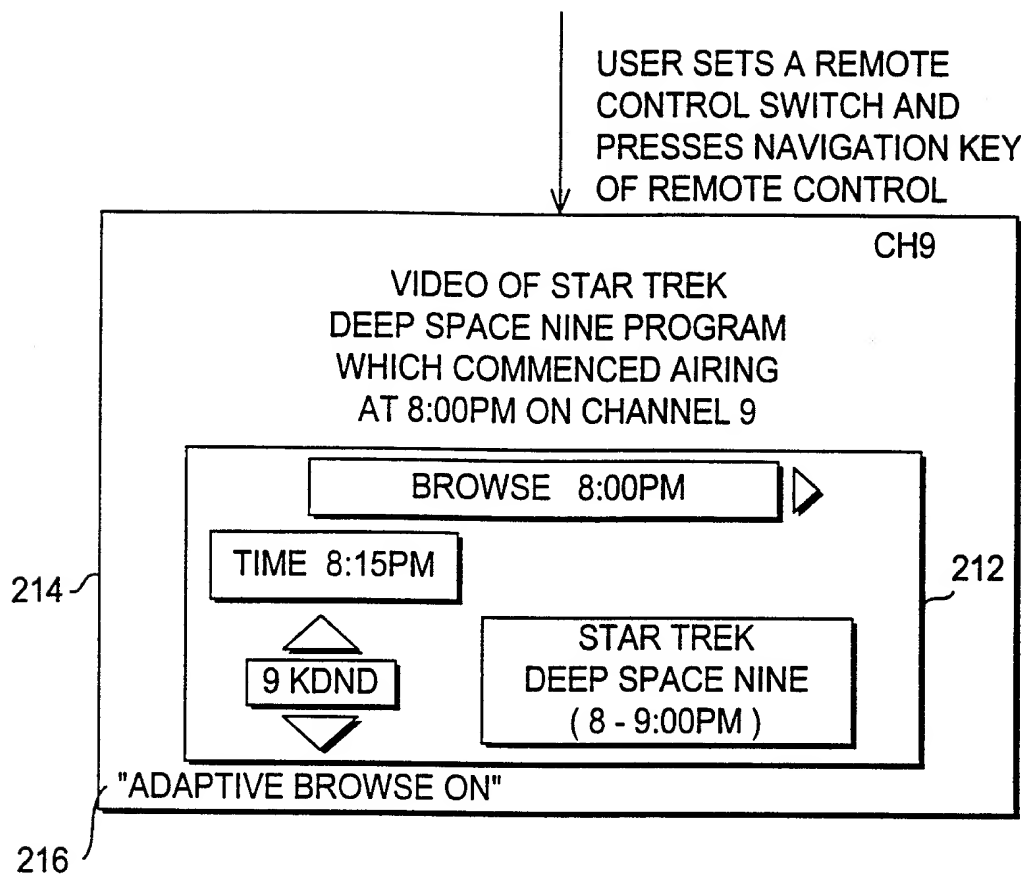 USER SETS A REMOTE
CONTROL SWITCH AND
PRESSES NAVIGATION KEY
OF REMOTE CONTROL
CH9
VIDEO OF STAR TREK
DEEP SPACE NINE PROGRAM
WHICH COMMENCED AIRING
AT 8:00PM ON CHANNEL 9
BROWSE 8:00PM
TIME 8:15PM
214
212
9 KDND
STAR TREK
DEEP SPACE NINE
( 8 - 9:00PM )
"ADAPTIVE BROWSE ON"
216